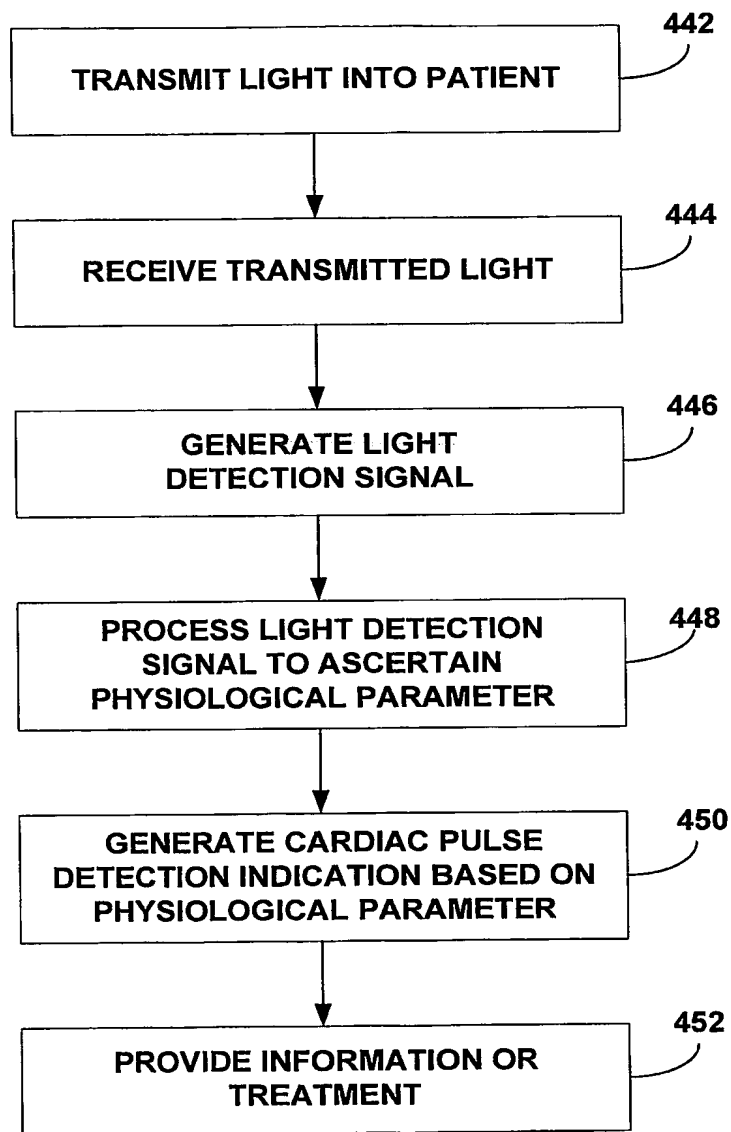 442
TRANSMIT LIGHT INTO PATIENT
444
RECEIVE TRANSMITTED LIGHT
446
GENERATE LIGHT
DETECTION SIGNAL
448
PROCESS LIGHT DETECTION
SIGNAL TO ASCERTAIN
PHYSIOLOGICAL PARAMETER
450
GENERATE CARDIAC PULSE
DETECTION INDICATION BASED ON
PHYSIOLOGICAL PARAMETER
452
PROVIDE INFORMATION OR
TREATMENT